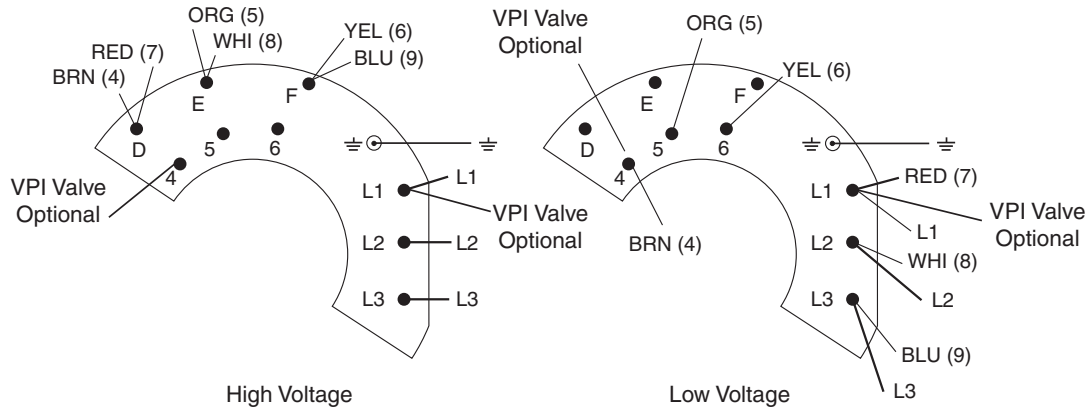 ORG (5)
WHI (8)
RED (7)
BRN (4)
YEL (6)
BLU (9)
E
F
D
5
6
4
VPI Valve
Optional
L1
L1
VPI Valve
Optional
L2
L2
L3
L3
High Voltage
VPI Valve
Optional
ORG (5)
YEL (6)
E
F
D
5
6
4
BRN (4)
L1
RED (7)
VPI Valve
Optional
L1
L2
WHI (8)
L2
L3
BLU (9)
L3
Low Voltage